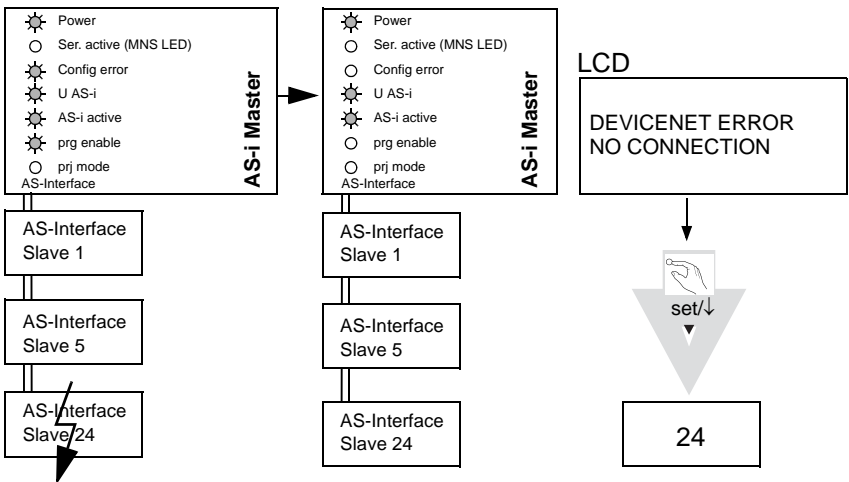 Power
Ser. active (MNS LED)
Config error
U AS-i
AS-i active
prg enable
prj mode
AS-Interface
AS-i Master
AS-Interface
Slave 1
AS-Interface
Slave 5
AS-Interface
Slave 24
Power
Ser. active (MNS LED)
Config error
U AS-i
AS-i active
prg enable
prj mode
AS-Interface
AS-i Master
AS-Interface
Slave 1
AS-Interface
Slave 5
AS-Interface
Slave 24
LCD
DEVICENET ERROR
NO CONNECTION
set/↓
24